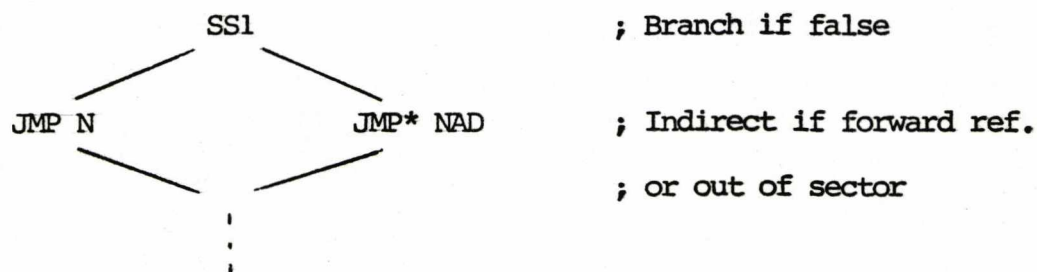 SS1 ; Branch if false
JMP N JMP* NAD ; Indirect if forward ref.
; or out of sector